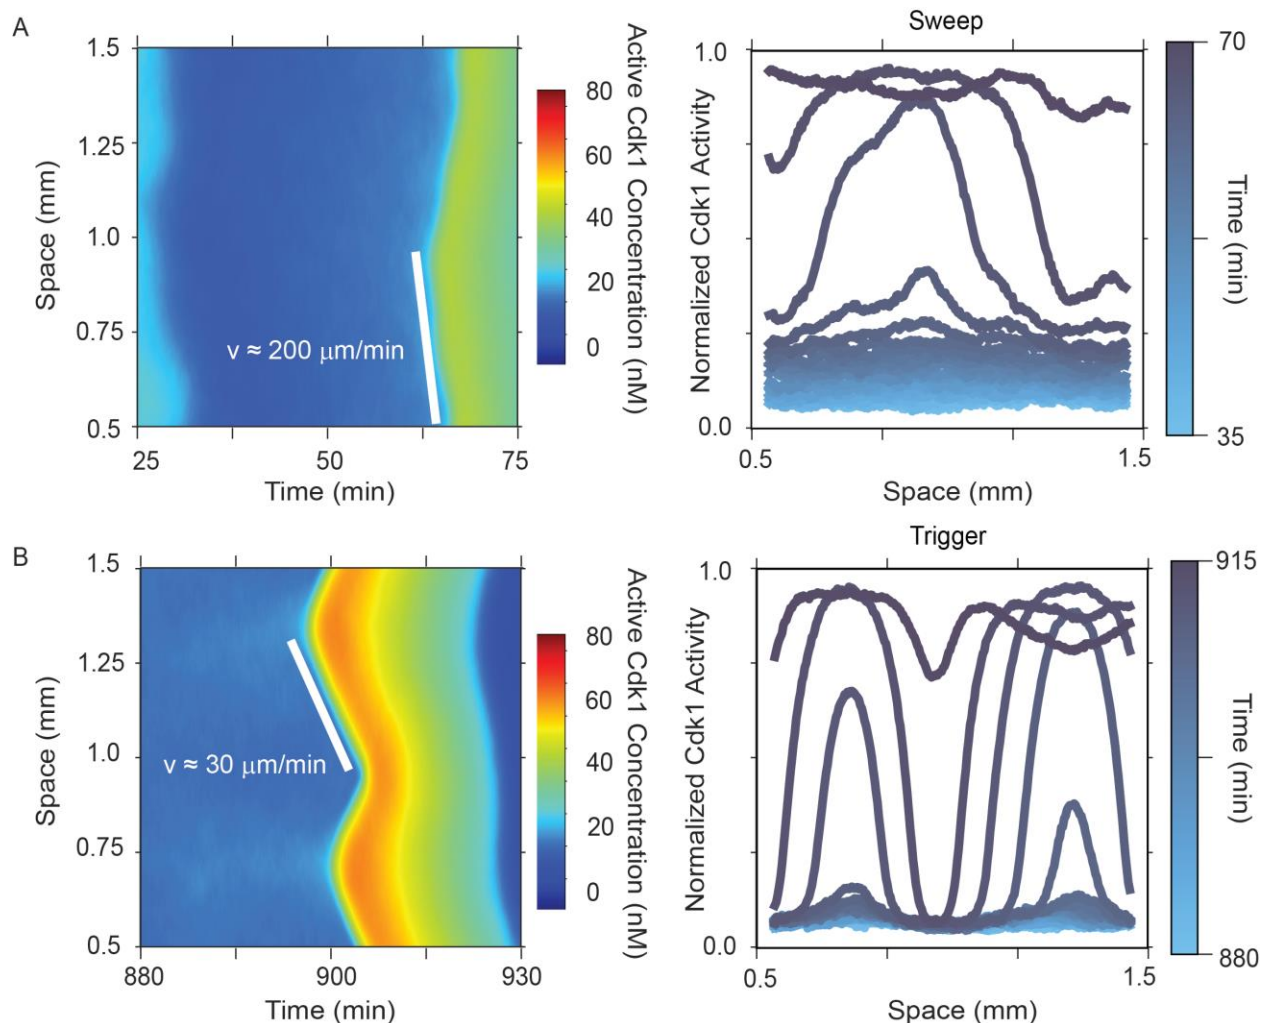 A
1.5
1.25
1.0
0.75
0.5
Space (mm)
v ≈ 200 μm/min
25
50
75
Time (min)
80
60
40
20
0
Active Cdk1 Concentration (nM)
Sweep
1.0
0.0
Normalized Cdk1 Activity
0.5
1.5
Space (mm)
70
35
Time (min)
B
1.5
1.25
1.0
0.75
0.5
Space (mm)
v ≈ 30 μm/min
880
900
930
Time (min)
80
60
40
20
0
Active Cdk1 Concentration (nM)
Trigger
1.0
0.0
Normalized Cdk1 Activity
0.5
1.5
Space (mm)
915
880
Time (min)